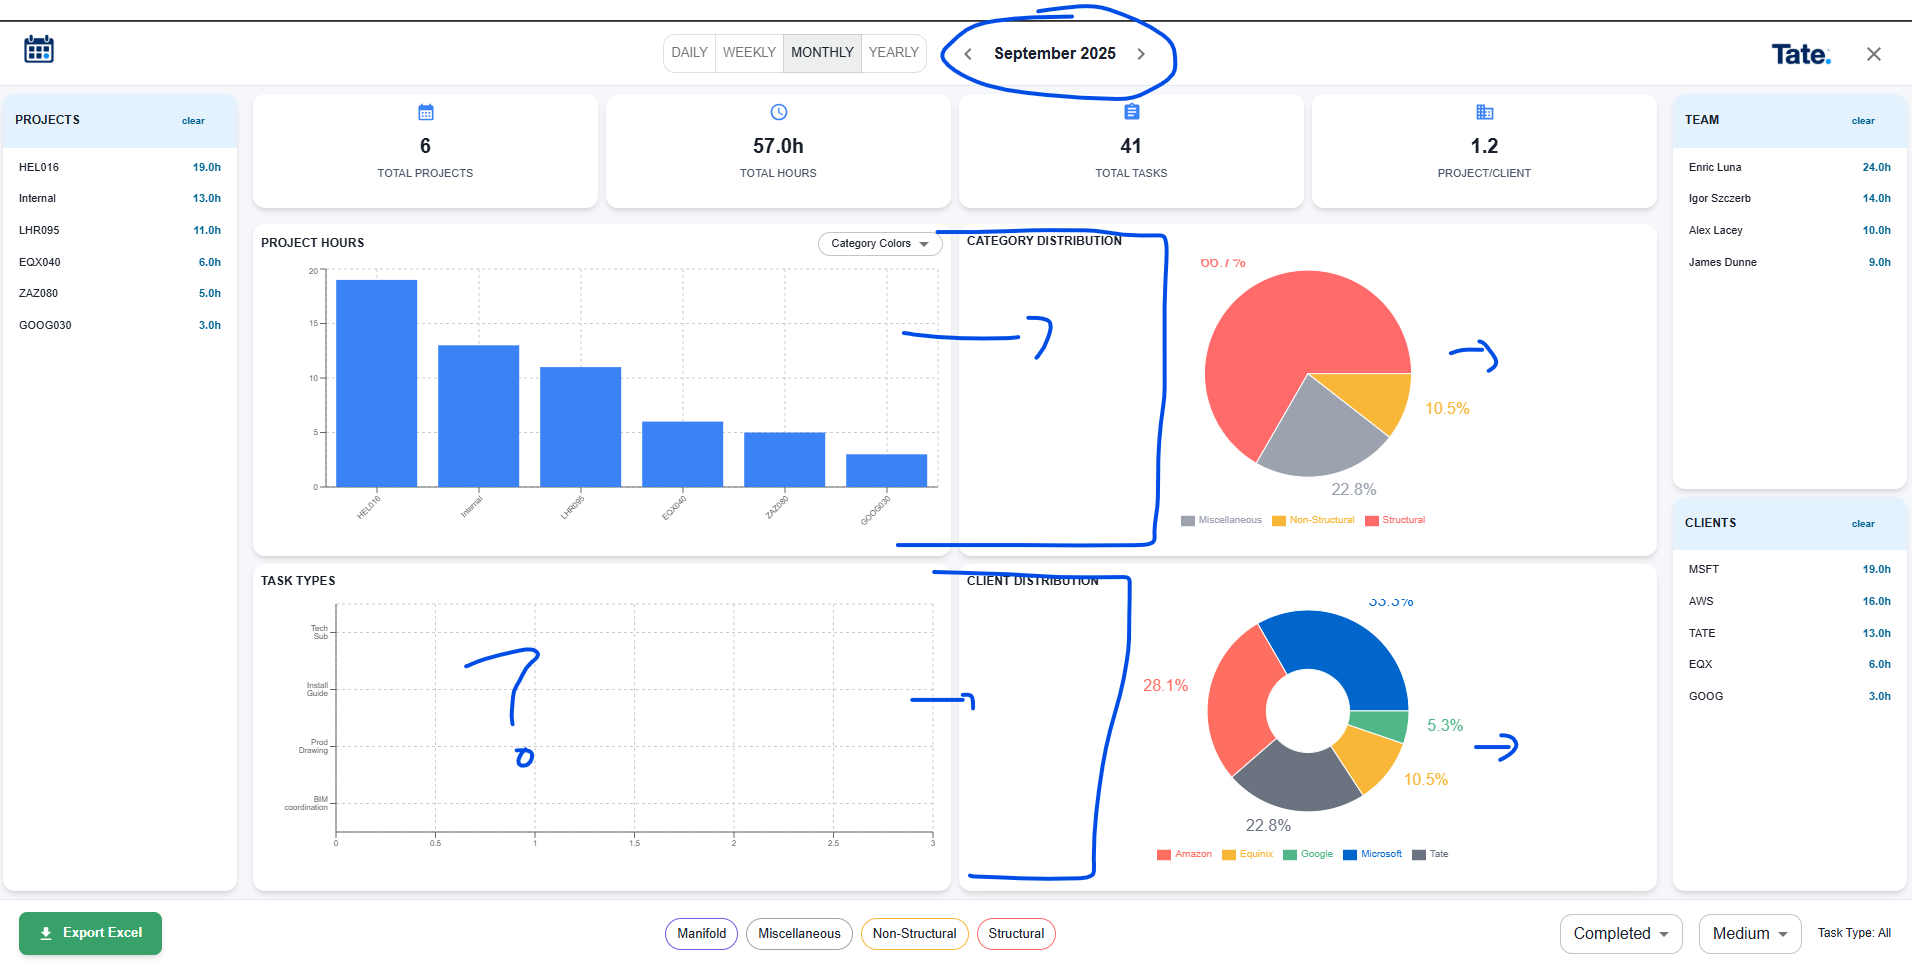 DAILY WEEKLY MONTHLY YEARLY
September 2025
Tate.
PROJECTS clear
HEL016 19.0h
Internal 13.0h
LHR095 11.0h
EQX040 6.0h
ZAZ080 5.0h
GOOG030 3.0h
6
TOTAL PROJECTS
57.0h
TOTAL HOURS
41
TOTAL TASKS
1.2
PROJECT/CLIENT
PROJECT HOURS
Category Colors
20
15
10
5
0
HEL016
Internal
LHR095
EQX040
ZAZ080
GOOG030
CATEGORY DISTRIBUTION
66.7%
10.5%
22.8%
Miscellaneous Non-Structural Structural
TASK TYPES
Tech
Sub
Install
Guide
Prod
Drawing
BIM
coordination
0 0.5 1 1.5 2 2.5 3
?
CLIENT DISTRIBUTION
33.3%
28.1%
5.3%
10.5%
22.8%
Amazon Equinix Google Microsoft Tate
TEAM clear
Enric Luna 24.0h
Igor Szczerb 14.0h
Alex Lacey 10.0h
James Dunne 9.0h
CLIENTS clear
MSFT 19.0h
AWS 16.0h
TATE 13.0h
EQX 6.0h
GOOG 3.0h
Export Excel
Manifold Miscellaneous Non-Structural Structural
Completed Medium Task Type: All